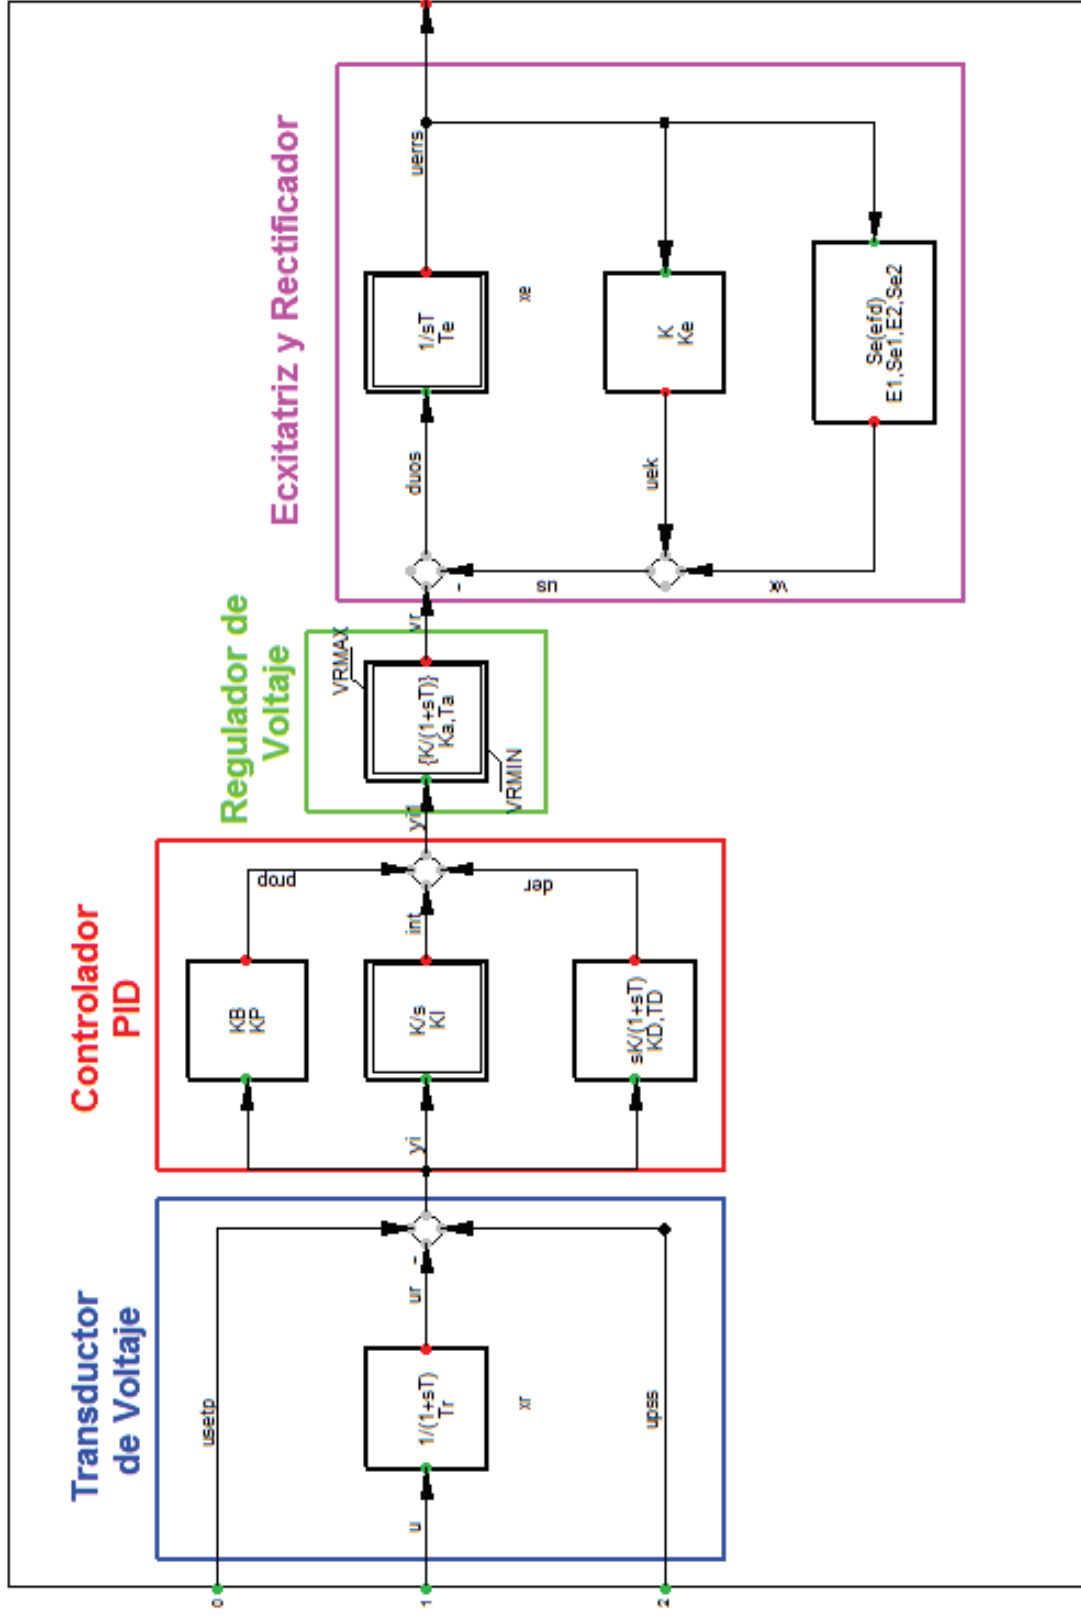 Transductor
de Voltaje
Controlador
PID
Regulador de
Voltaje
Ecxitatriz y Rectificador
0
1
2
usetp
u
1/(1+sT)
Tr
xr
ur
-
upss
yi
KB
KP
K/s
KI
sK/(1+sT)
KD,TD
prop
int
der
yi1
VRMAX
{K/(1+sT)}
Ka,Ta
VRMIN
vr
-
duos
us
1/sT
Te
xe
uerrs
uek
K
Ke
vx
Se(efd)
E1,Se1,E2,Se2